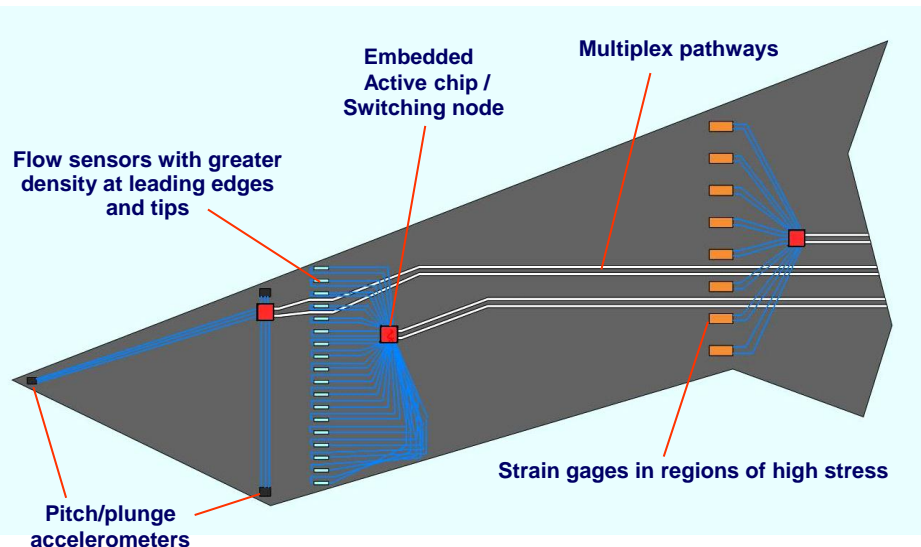 Embedded
Active chip /
Switching node
Multiplex pathways
Flow sensors with greater
density at leading edges
and tips
Strain gages in regions of high stress
Pitch/plunge
accelerometers